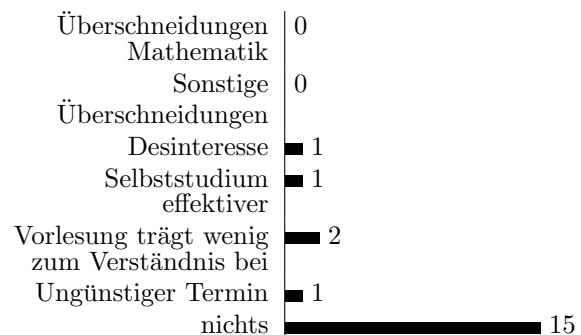 Überschneidungen 0
Mathematik
Sonstige 0
Überschneidungen
Desinteresse 1
Selbststudium 1
effektiver
Vorlesung trägt wenig 2
zum Verständnis bei
Ungünstiger Termin 1
nichts 15